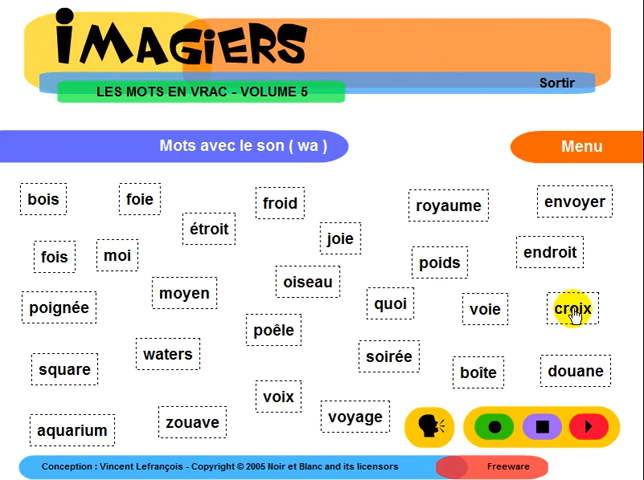 iMAGiERS
Sortir
LES MOTS EN VRAC - VOLUME 5
Mots avec le son ( wa )
Menu
bois
foie
froid
royaume
envoyer
étroit
joie
fois
moi
poids
endroit
oiseau
poignée
moyen
quoi
voie
croix
poêle
square
waters
soirée
boîte
douane
voix
aquarium
zouave
voyage
Conception : Vincent Lefrançois - Copyright © 2005 Noir et Blanc and its licensors
Freeware